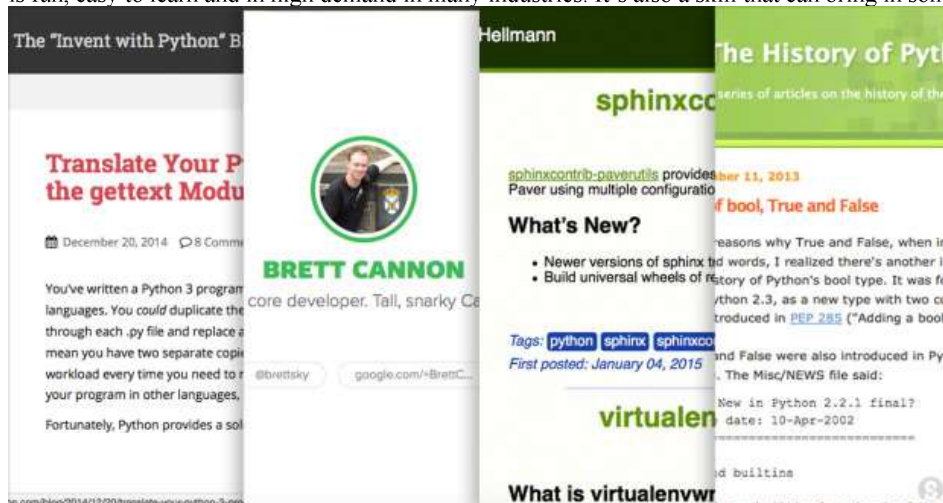 is fun, easy to learn and in high demand in many industries. It's also a skill that can bring in
The "Invent with Python" B
Translate Your P
the gettext Modu
December 20, 2014 8 Comme
You've written a Python 3 program
languages. You could duplicate the
through each .py file and replace a
mean you have two separate copie
workload every time you need to r
your program in other languages,
Fortunately, Python provides a sol
BRETT CANNON
core developer. Tall, snarky Ca
@brettsky
google.com/+BrettC...
Hellmann
sphinxcc
sphinxcontrib-paverutils provides
Paver using multiple configuratio
What's New?
• Newer versions of sphinx
• Build universal wheels of
Tags: python sphinx sphinxco
First posted: January 04, 2015
virtualen
What is virtualenvwr
The History of Pyt
series of articles on the history of the
ber 11, 2013
f bool, True and False
reasons why True and False, when i
d words, I realized there's another i
story of Python's bool type. It was f
ython 2.3, as a new type with two c
troduced in PEP 285 ("Adding a bool
and False were also introduced in Py
. The Misc/NEWS file said:
New in Python 2.2.1 final?
date: 10-Apr-2002
==========================
d builtins